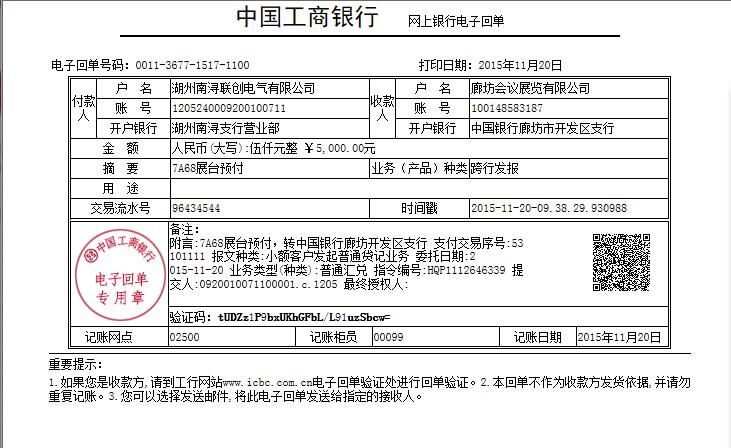 中国工商银行 网上银行电子回单
电子回单号码：0011-3677-1517-1100 打印日期：2015年11月20日
付款人 户 名 湖州南浔联创电气有限公司 收款人 户 名 廊坊会议展览有限公司
账 号 1205240009200100711 账 号 100148583187
开户银行 湖州南浔支行营业部 开户银行 中国银行廊坊市开发区支行
金 额 人民币(大写):伍仟元整 ￥5,000.00元
摘 要 7A68展台预付 业务（产品）种类 跨行发报
用 途
交易流水号 96434544 时间戳 2015-11-20-09.38.29.930988
中国工商银行
电子回单
专用章
备注：
附言:7A68展台预付，转中国银行廊坊开发区支行 支付交易序号:53
101111 报文种类:小额客户发起普通贷记业务 委托日期:2
015-11-20 业务类型(种类):普通汇兑 指令编号:HQP1112646339 提
交人:0920010071100001.c.1205 最终授权人:
验证码：tUDZz1P9bxUKhGFbL/L91uzSbcw=
记账网点 02500 记账柜员 00099 记账日期 2015年11月20日
重要提示：
1.如果您是收款方,请到工行网站www.icbc.com.cn电子回单验证处进行回单验证。2.本回单不作为收款方发货依据,并请勿
重复记账。3.您可以选择发送邮件,将此电子回单发送给指定的接收人。